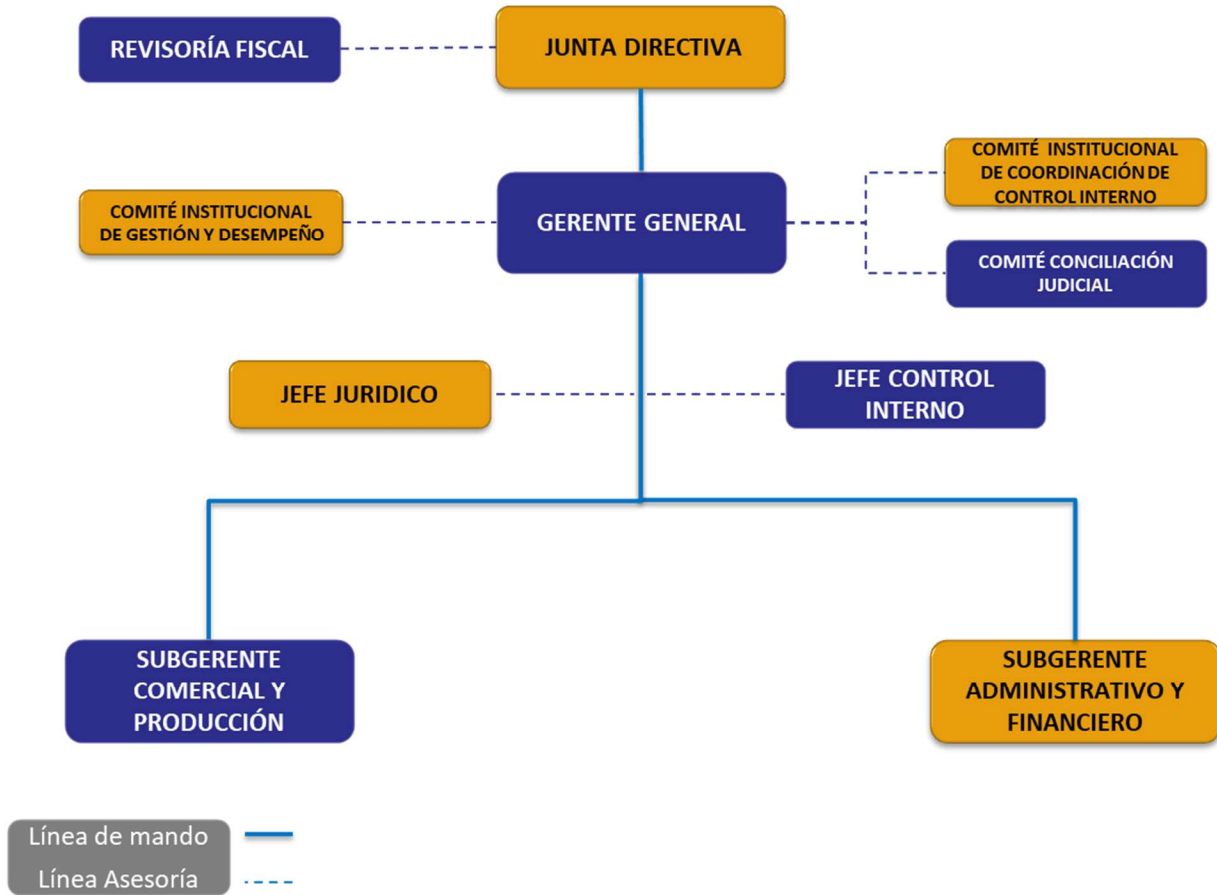 REVISORÍA FISCAL
JUNTA DIRECTIVA
COMITÉ INSTITUCIONAL
DE COORDINACIÓN DE
CONTROL INTERNO
COMITÉ INSTITUCIONAL
DE GESTIÓN Y DESEMPEÑO
GERENTE GENERAL
COMITÉ CONCILIACIÓN
JUDICIAL
JEFE JURIDICO
JEFE CONTROL
INTERNO
SUBGERENTE
COMERCIAL Y
PRODUCCIÓN
SUBGERENTE
ADMINISTRATIVO Y
FINANCIERO
Línea de mando
Línea Asesoría